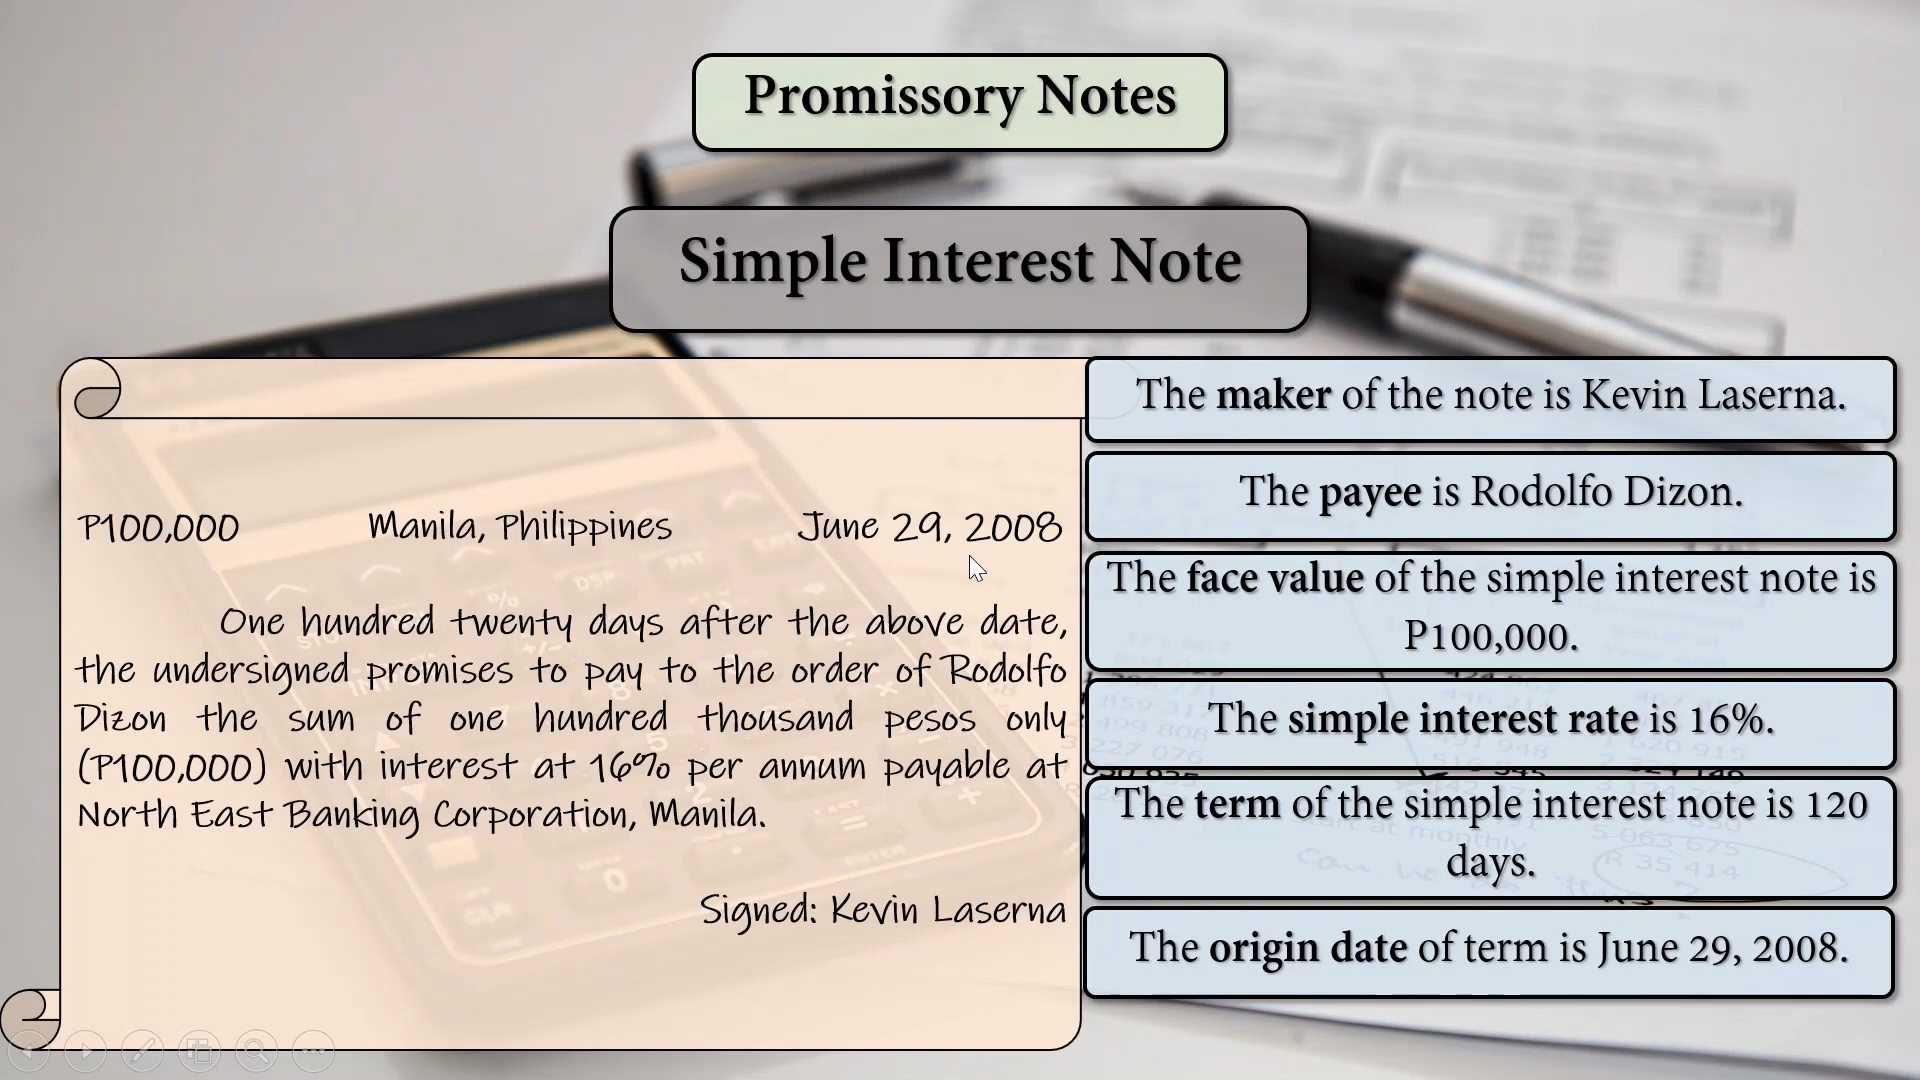 Promissory Notes
Simple Interest Note
P100,000 Manila, Philippines June 29, 2008
One hundred twenty days after the above date,
the undersigned promises to pay to the order of Rodolfo
Dizon the sum of one hundred thousand pesos only
(P100,000) with interest at 16% per annum payable at
North East Banking Corporation, Manila.
Signed: Kevin Laserna
The maker of the note is Kevin Laserna.
The payee is Rodolfo Dizon.
The face value of the simple interest note is
P100,000.
The simple interest rate is 16%.
The term of the simple interest note is 120
days.
The origin date of term is June 29, 2008.